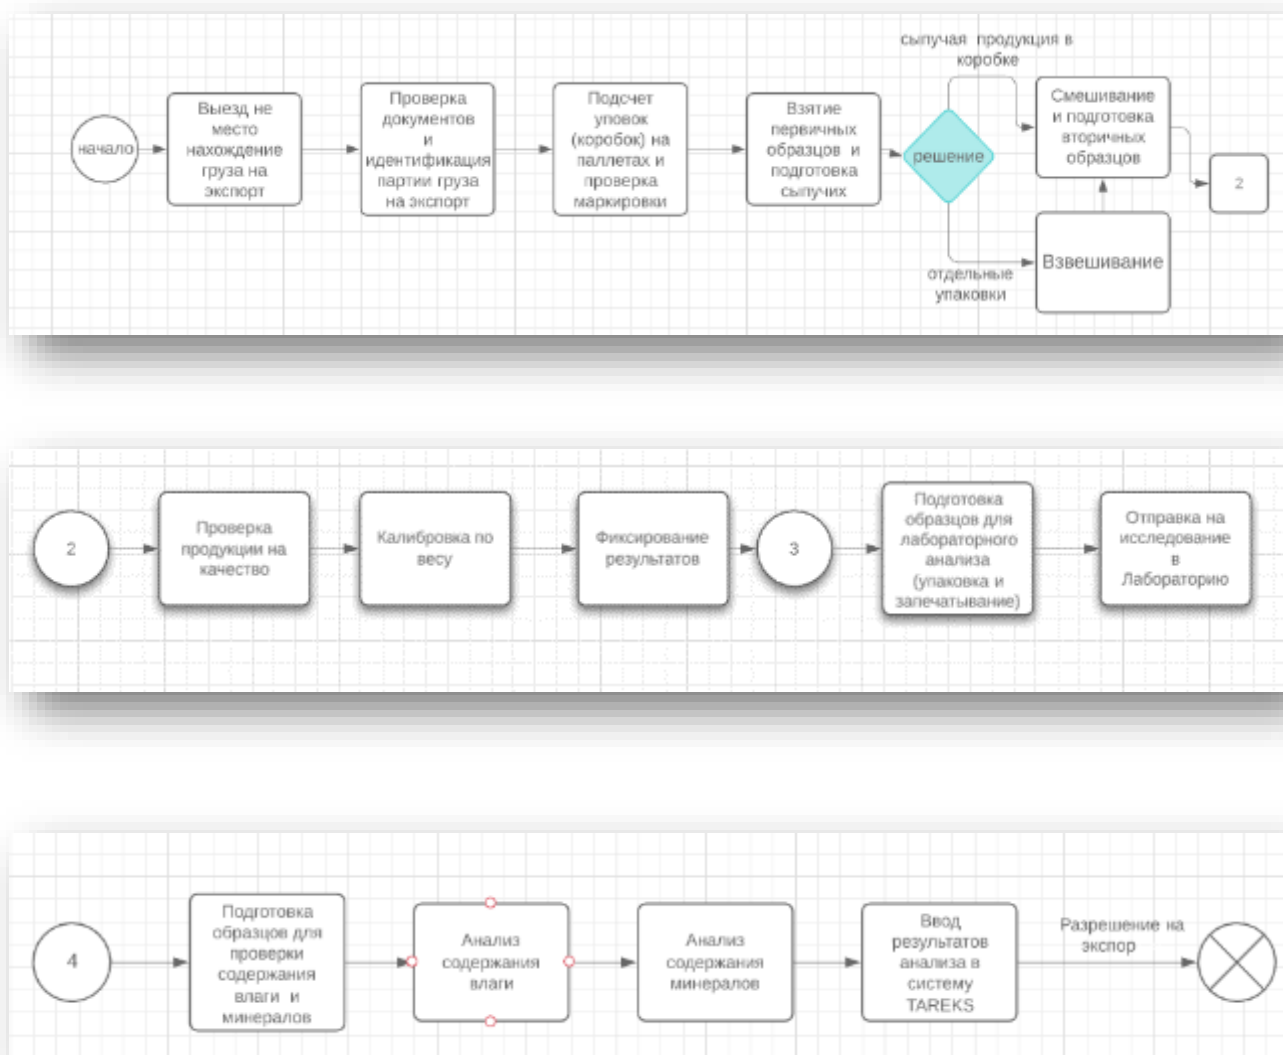 начало
Выезд не
место
нахождение
груза на
экспорт
Проверка
документов
и
идентификация
партии груза
на экспорт
Подсчет
уповок
(коробок) на
паллетах и
проверка
маркировки
Взятие
первичных
образцов и
подготовка
сыпучих
решение
сыпучая продукция в
коробке
отдельные
упаковки
Смешивание
и подготовка
вторичных
образцов
Взвешивание
2
2
Проверка
продукции на
качество
Калибровка по
весу
Фиксирование
результатов
3
Подготовка
образцов для
лабораторного
анализа
(упаковка и
запечатывание)
Отправка на
исследование
в
Лабораторию
4
Подготовка
образцов для
проверки
содержания
влаги и
минералов
Анализ
содержания
влаги
Анализ
содержания
минералов
Ввод
результатов
анализа в
систему
TAREKS
Разрешение на
экспор